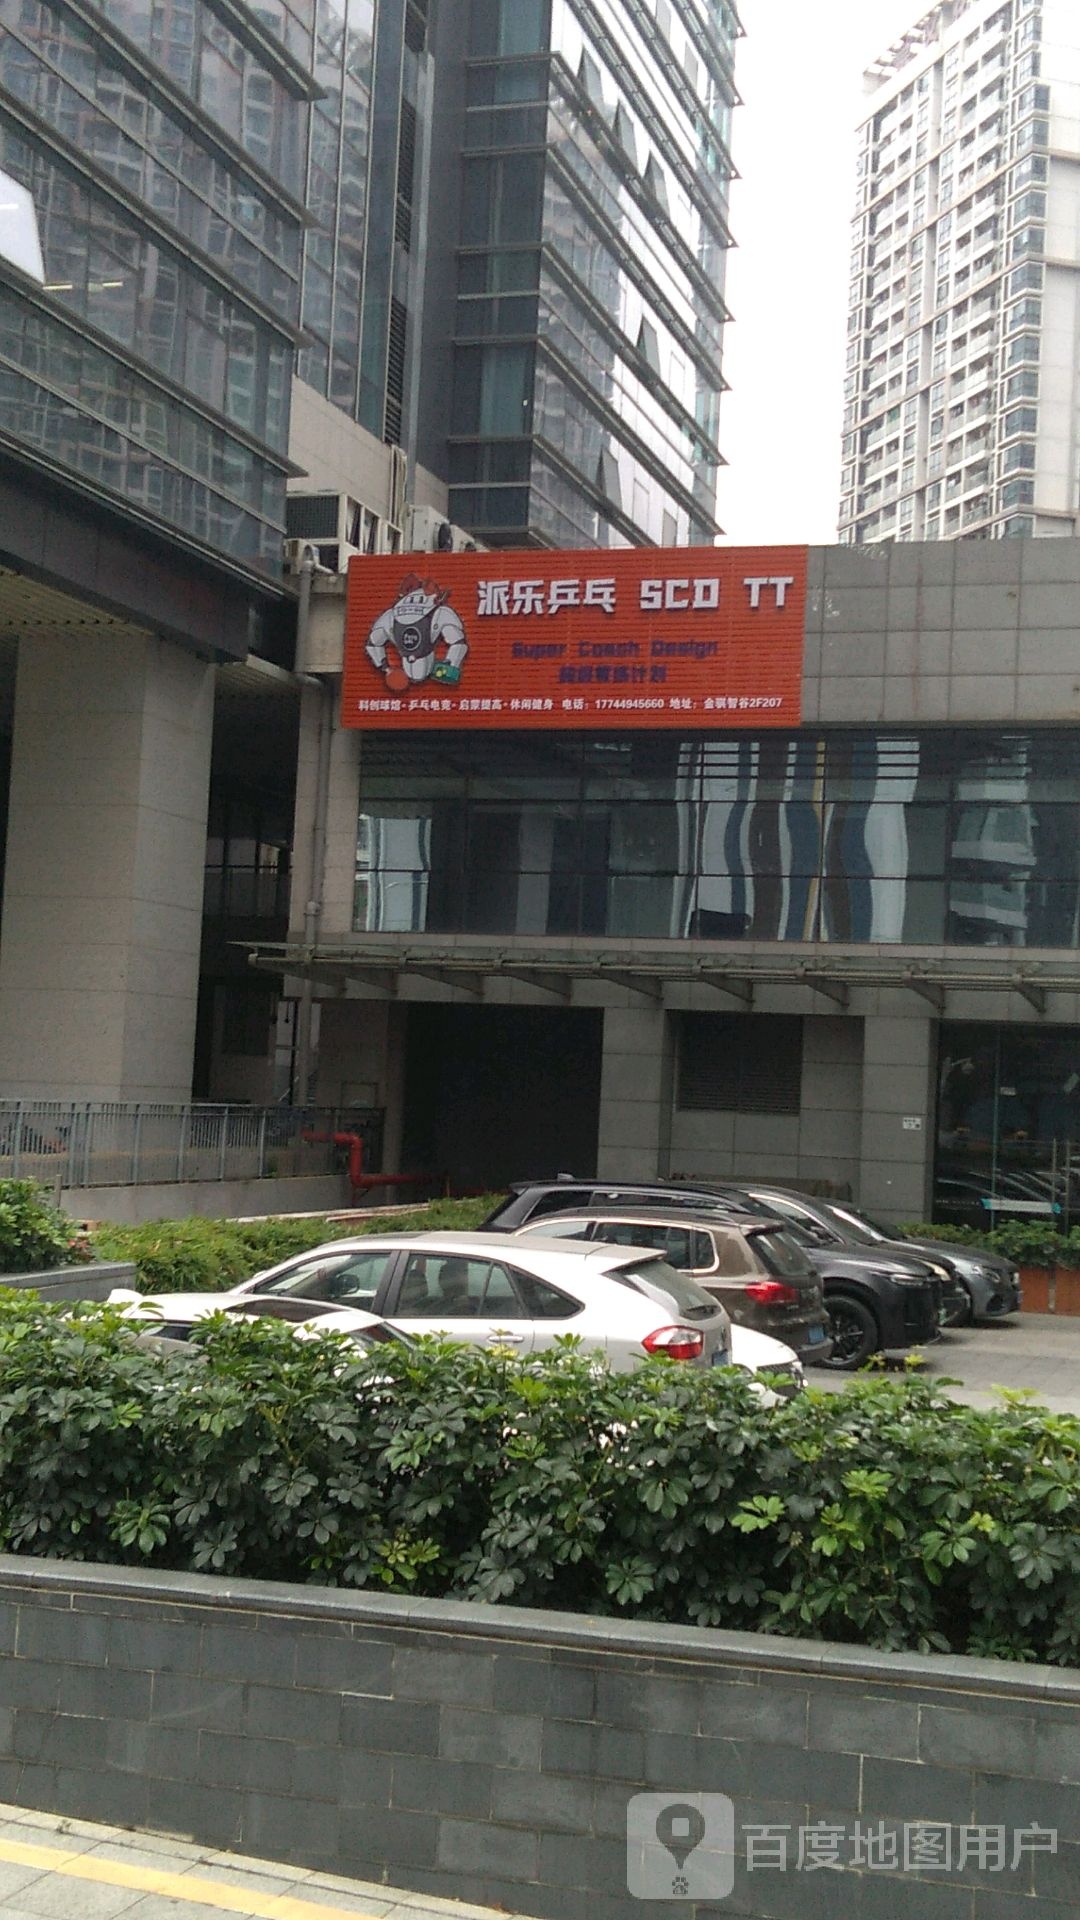 派乐乒乓 SCD TT
Super Coach Design
超级教练计划
科创球馆·乒乓电竞·启蒙提高·休闲健身 电话：17744945660 地址：金骐智谷2F207
百度地图用户